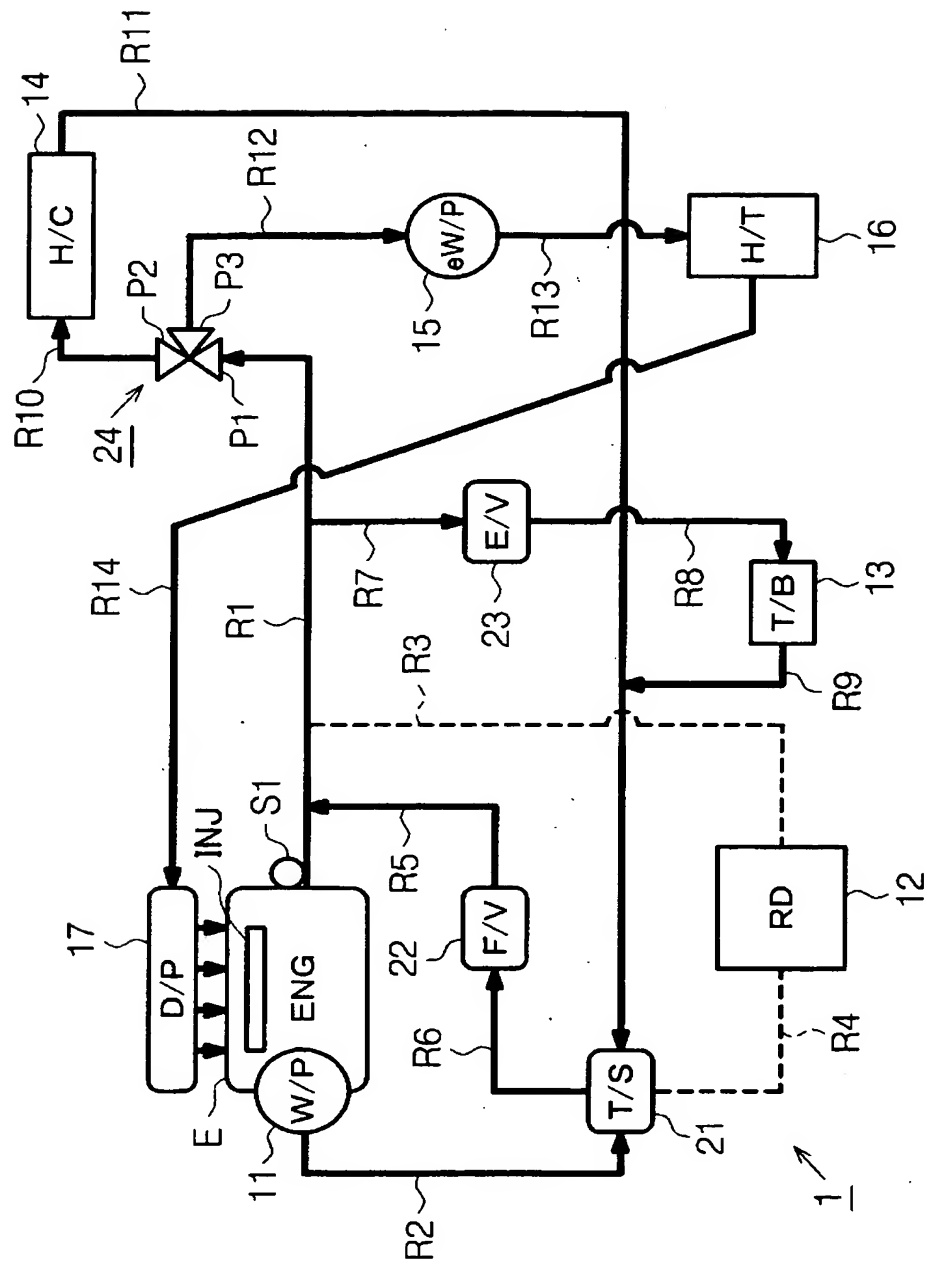 R11
14
H/C
R12
P2
P3
eW/P
H/T
R10
24
P1
15
R13
16
R14
R1
R7
E/V
23
R8
T/B
13
R9
R3
S1
INJ
R5
17
D/P
ENG
22
F/V
RD
12
R6
R4
E
W/P
11
T/S
21
R2
1